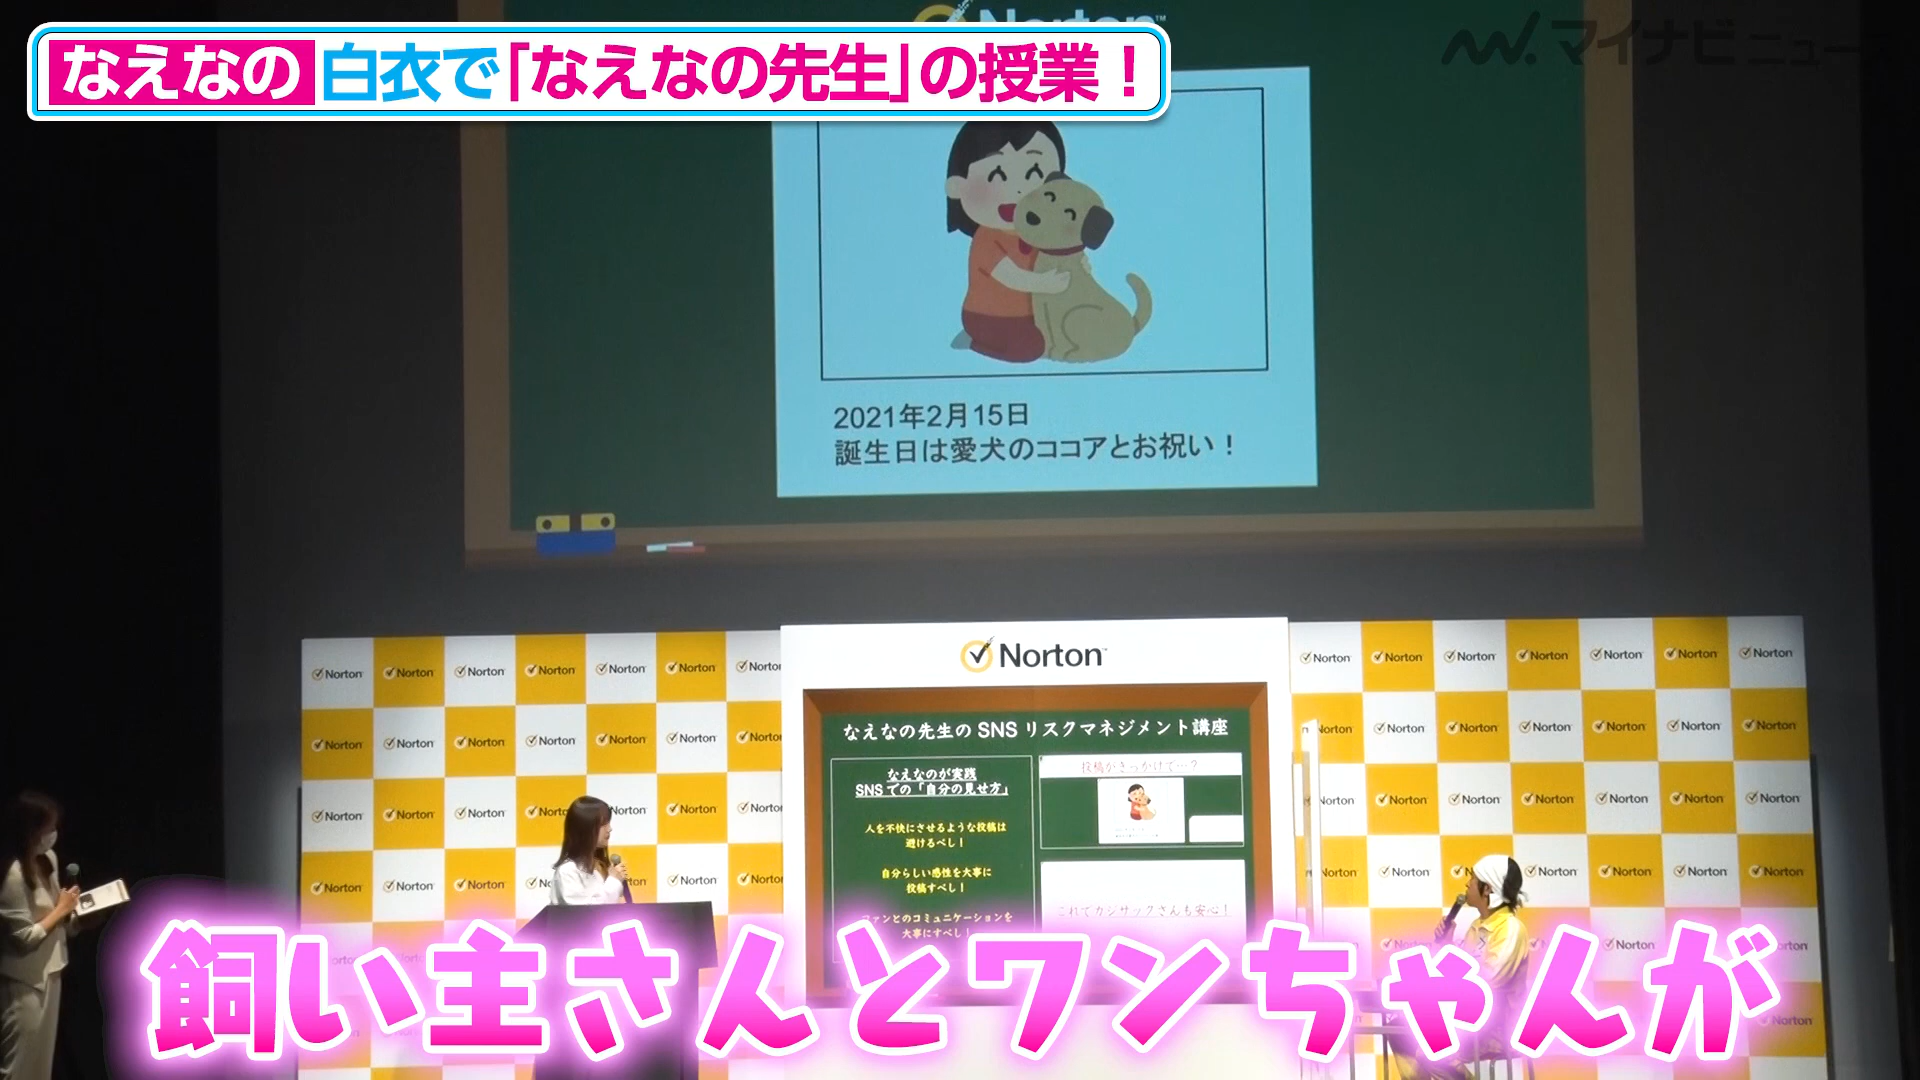 Norton™
マイナビニュース
なえなの 白衣で「なえなの先生」の授業！
2021年2月15日
誕生日は愛犬のココアとお祝い！
Norton
なえなの先生の SNS リスクマネジメント講座
なえなのが実践
SNS での「自分の見せ方」
人を不快にさせるような投稿は
避けるべし！
自分らしい感性を大事に
投稿すべし！
ファンとのコミュニケーションを
大事にすべし！
投稿がきっかけで…？
これでカジサックさんも安心！
Norton Norton Norton Norton Norton Norton Norton
飼い主さんとワンちゃんが